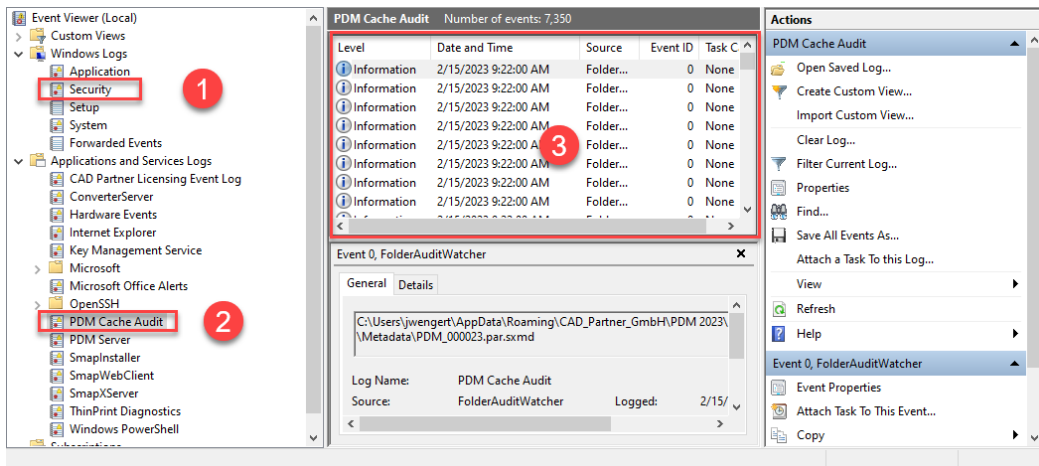 Event Viewer (Local)
Custom Views
Windows Logs
Application
Security
Setup
System
Forwarded Events
Applications and Services Logs
CAD Partner Licensing Event Log
ConverterServer
Hardware Events
Internet Explorer
Key Management Service
Microsoft
Microsoft Office Alerts
OpenSSH
PDM Cache Audit
PDM Server
SmapInstaller
SmapWebClient
SmapXServer
ThinPrint Diagnostics
Windows PowerShell
1
2
PDM Cache Audit Number of events: 7,350
Level Date and Time Source Event ID Task C
Information 2/15/2023 9:22:00 AM Folder... 0 None
Information 2/15/2023 9:22:00 AM Folder... 0 None
Information 2/15/2023 9:22:00 AM Folder... 0 None
Information 2/15/2023 9:22:00 AM Folder... 0 None
Information 2/15/2023 9:22:00 A Folder... 0 None
Information 2/15/2023 9:22:00 AM Folder... 0 None
Information 2/15/2023 9:22:00 AM Folder... 0 None
Information 2/15/2023 9:22:00 AM Folder... 0 None
3
Event 0, FolderAuditWatcher
General Details
C:\Users\jwengert\AppData\Roaming\CAD_Partner_GmbH\PDM 2023\
\Metadata\PDM_000023.par.sxmd
Log Name: PDM Cache Audit
Source: FolderAuditWatcher Logged: 2/15/
Actions
PDM Cache Audit
Open Saved Log...
Create Custom View...
Import Custom View...
Clear Log...
Filter Current Log...
Properties
Find...
Save All Events As...
Attach a Task To this Log...
View
Refresh
Help
Event 0, FolderAuditWatcher
Event Properties
Attach Task To This Event...
Copy